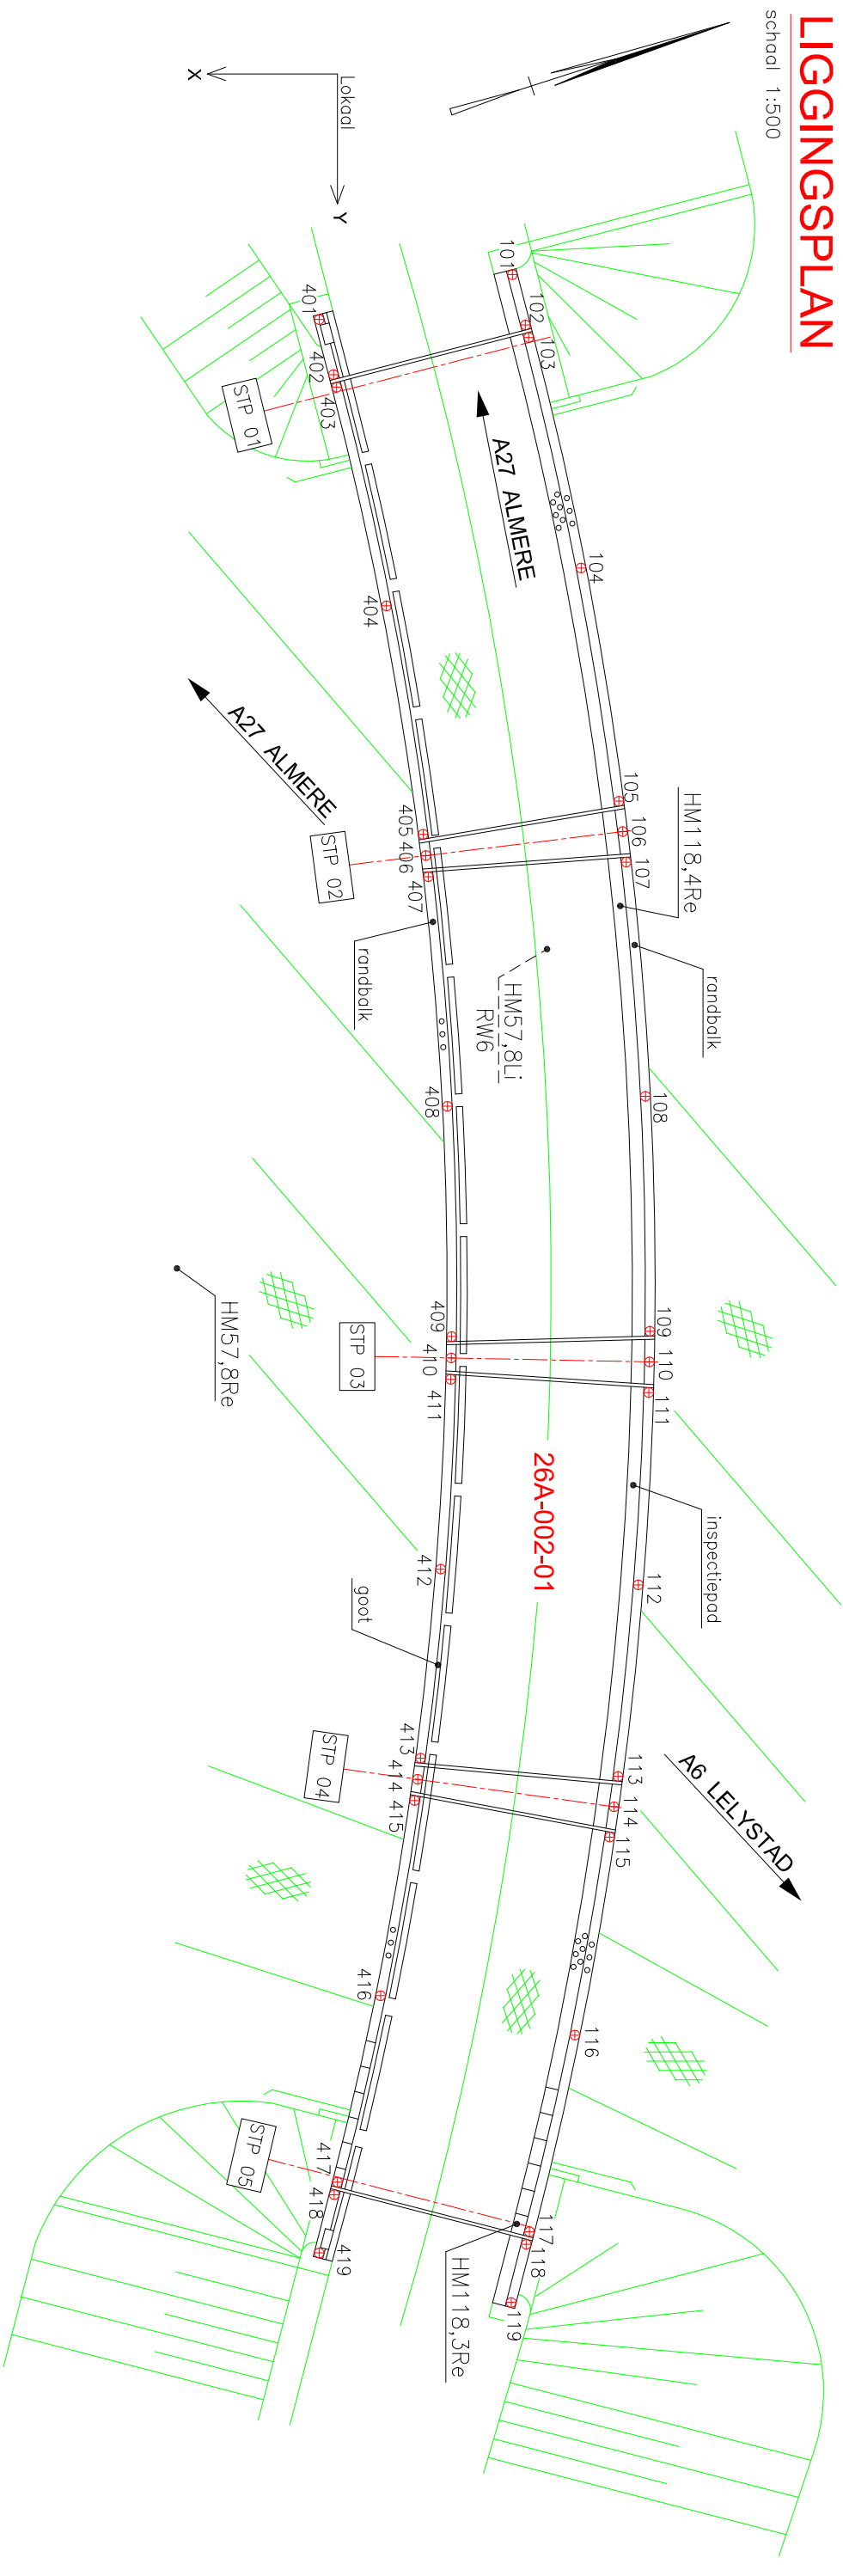 LIGGINGSPLAN
schaal 1:500
Lokaal
X
Y
101
102
103
104
105
106
107
108
109
110
111
112
113
114
115
116
117
118
119
401
402
403
404
405
406
407
408
409
410
411
412
413
414
415
416
417
418
419
STP 01
STP 02
STP 03
STP 04
STP 05
A27 ALMERE
A27 ALMERE
A6 LELYSTAD
HM118,4Re
randbalk
randbalk
HM57,8Li
RW6
HM57,8Re
26A-002-01
inspectiepad
goot
HM118,3Re